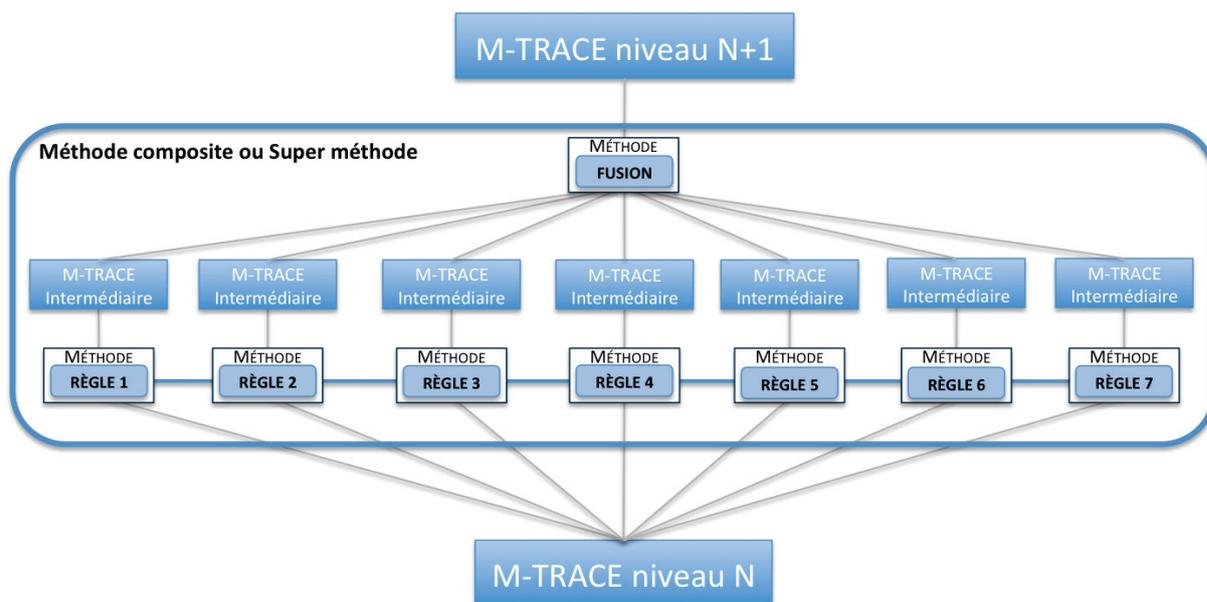 M-TRACE niveau N+1
Méthode composite ou Super méthode
MÉTHODE
FUSION
M-TRACE
Intermédiaire
M-TRACE
Intermédiaire
M-TRACE
Intermédiaire
M-TRACE
Intermédiaire
M-TRACE
Intermédiaire
M-TRACE
Intermédiaire
M-TRACE
Intermédiaire
MÉTHODE
RÈGLE 1
MÉTHODE
RÈGLE 2
MÉTHODE
RÈGLE 3
MÉTHODE
RÈGLE 4
MÉTHODE
RÈGLE 5
MÉTHODE
RÈGLE 6
MÉTHODE
RÈGLE 7
M-TRACE niveau N